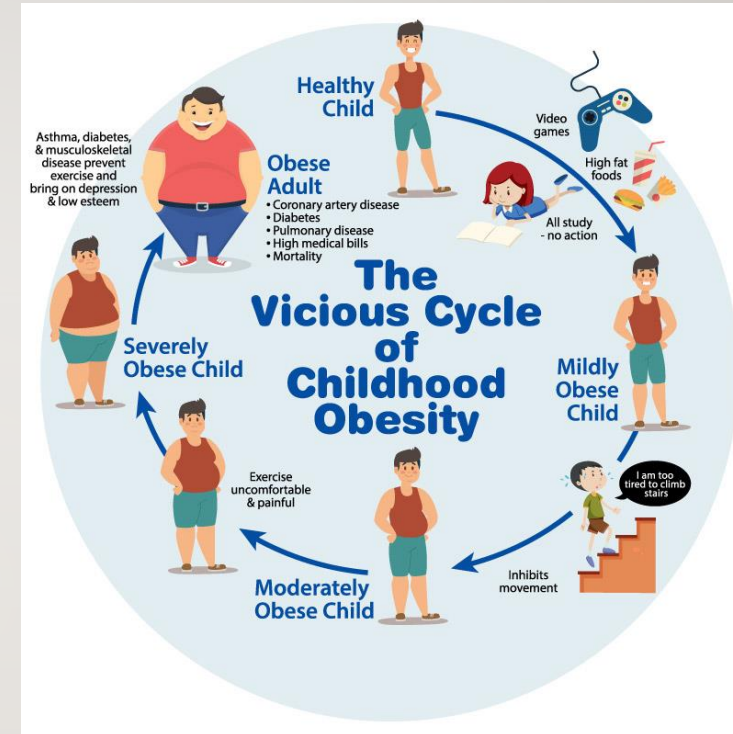 Healthy
Child
Video
games
High fat
foods
All study
- no action
Mildly
Obese
Child
I am too
tired to climb
stairs
Inhibits
movement
Moderately
Obese Child
Exercise
uncomfortable
& painful
Severely
Obese Child
Asthma, diabetes,
& musculoskeletal
disease prevent
exercise and
bring on depression
& low esteem
Obese
Adult
• Coronary artery disease
• Diabetes
• Pulmonary disease
• High medical bills
• Mortality
The
Vicious Cycle
of
Childhood
Obesity